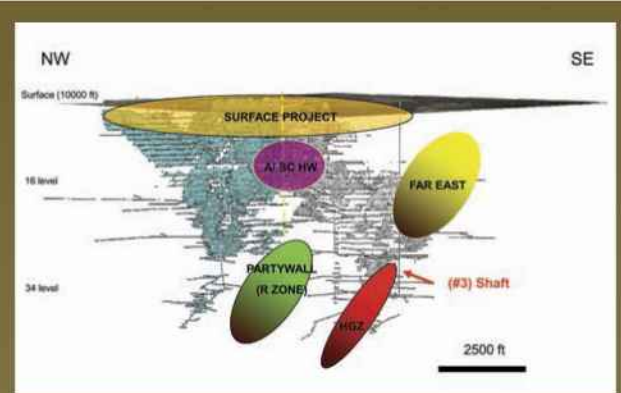 NW
SE
Surface (10000 ft)
SURFACE PROJECT
A/ SC HW
16 level
FAR EAST
PARTYWALL
(R ZONE)
34 level
(#3) Shaft
HGZ
2500 ft